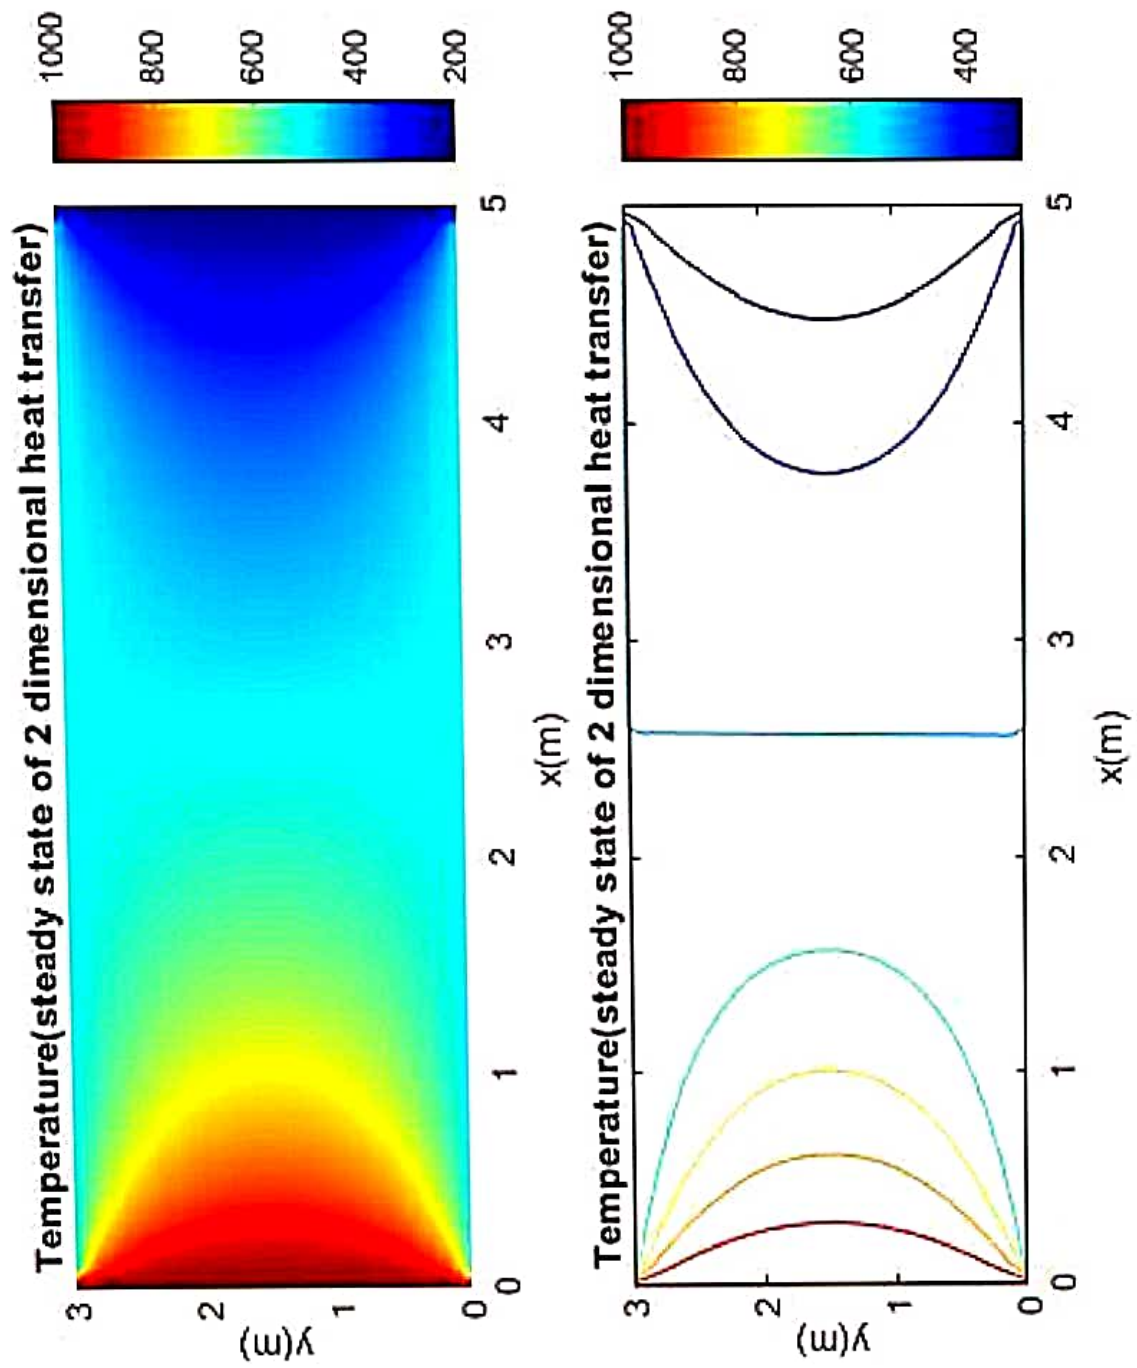 Temperature(steady state of 2 dimensional heat transfer)
y(m)
3
2
1
0
0 1 2 3 4 5
x(m)
1000
800
600
400
200
Temperature(steady state of 2 dimensional heat transfer)
y(m)
3
2
1
0
0 1 2 3 4 5
x(m)
1000
800
600
400